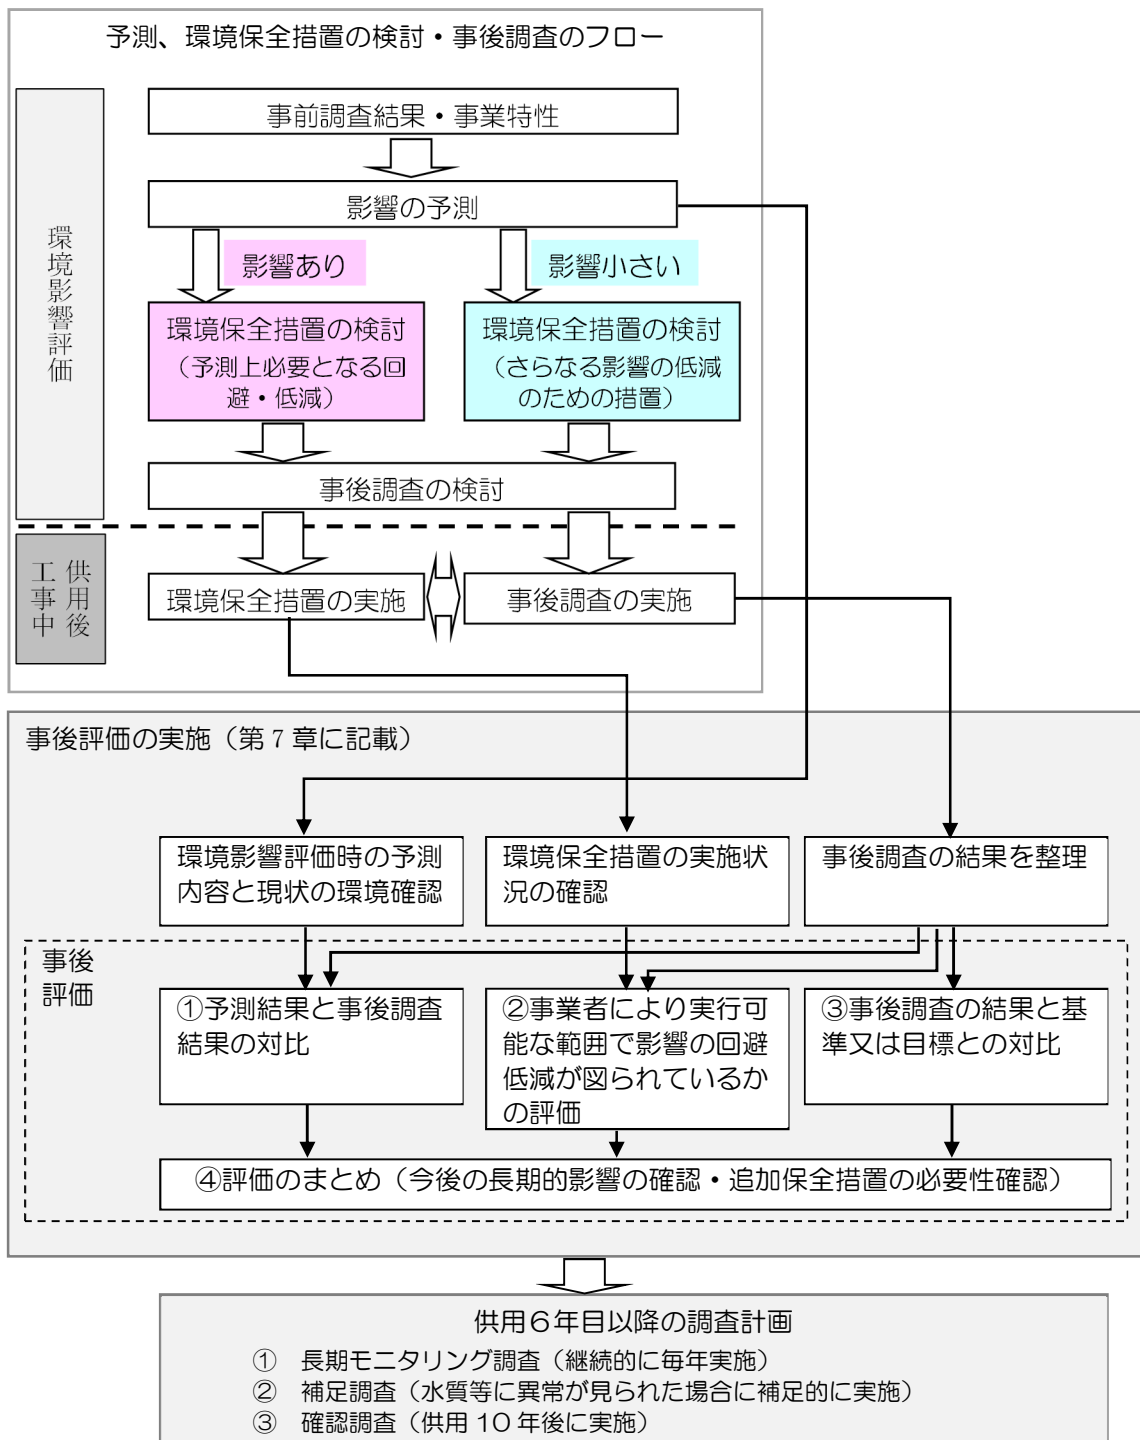 予測、環境保全措置の検討・事後調査のフロー
環境影響評価
事前調査結果・事業特性
影響の予測
影響あり
影響小さい
環境保全措置の検討
（予測上必要となる回
避・低減）
環境保全措置の検討
（さらなる影響の低減
のための措置）
事後調査の検討
供用後
工事中
環境保全措置の実施
事後調査の実施
事後評価の実施（第７章に記載）
環境影響評価時の予測
内容と現状の環境確認
環境保全措置の実施状
況の確認
事後調査の結果を整理
事後
評価
①予測結果と事後調査
結果の対比
②事業者により実行可
能な範囲で影響の回避
低減が図られているか
の評価
③事後調査の結果と基
準又は目標との対比
④評価のまとめ（今後の長期的影響の確認・追加保全措置の必要性確認）
供用６年目以降の調査計画
①　長期モニタリング調査（継続的に毎年実施）
②　補足調査（水質等に異常が見られた場合に補足的に実施）
③　確認調査（供用 10 年後に実施）